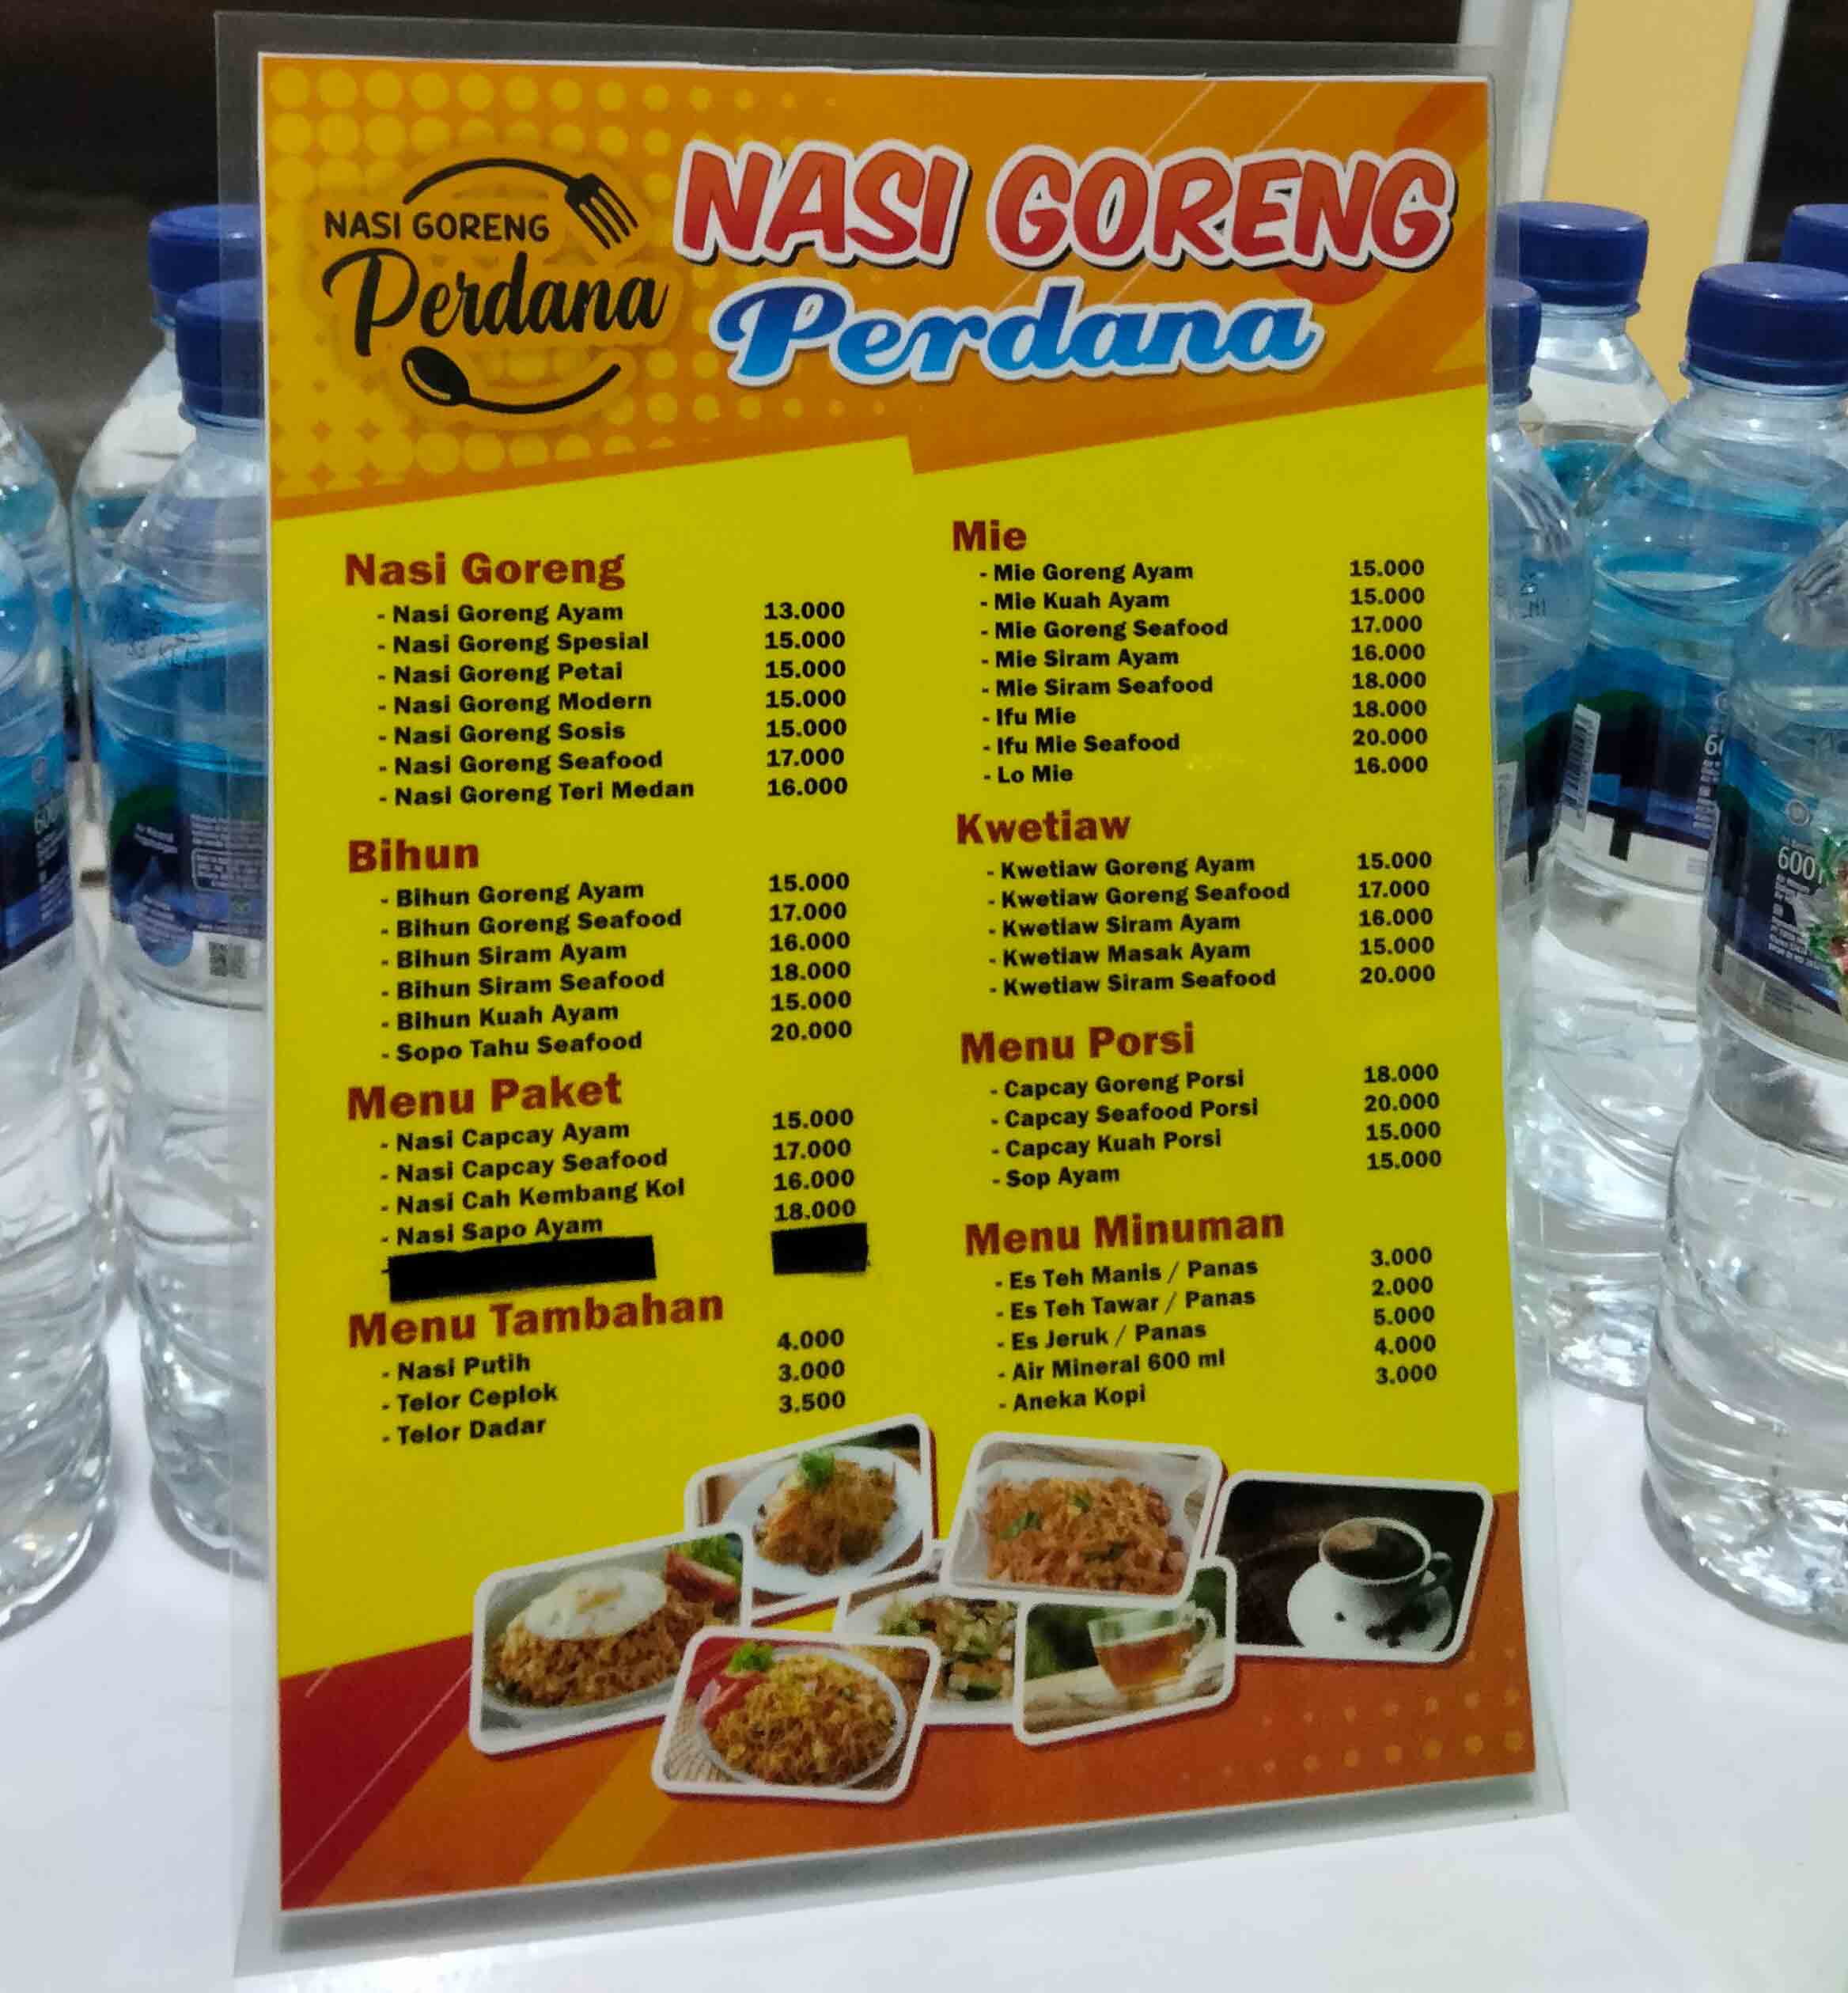 NASI GORENG
Perdana
NASI GORENG
Perdana
Nasi Goreng
- Nasi Goreng Ayam 13.000
- Nasi Goreng Spesial 15.000
- Nasi Goreng Petai 15.000
- Nasi Goreng Modern 15.000
- Nasi Goreng Sosis 15.000
- Nasi Goreng Seafood 17.000
- Nasi Goreng Teri Medan 16.000
Bihun
- Bihun Goreng Ayam 15.000
- Bihun Goreng Seafood 17.000
- Bihun Siram Ayam 16.000
- Bihun Siram Seafood 18.000
- Bihun Kuah Ayam 15.000
- Sopo Tahu Seafood 20.000
Menu Paket
- Nasi Capcay Ayam 15.000
- Nasi Capcay Seafood 17.000
- Nasi Cah Kembang Kol 16.000
- Nasi Sapo Ayam 18.000
Menu Tambahan
- Nasi Putih 4.000
- Telor Ceplok 3.000
- Telor Dadar 3.500
Mie
- Mie Goreng Ayam 15.000
- Mie Kuah Ayam 15.000
- Mie Goreng Seafood 17.000
- Mie Siram Ayam 16.000
- Mie Siram Seafood 18.000
- Ifu Mie 18.000
- Ifu Mie Seafood 20.000
- Lo Mie 16.000
Kwetiaw
- Kwetiaw Goreng Ayam 15.000
- Kwetiaw Goreng Seafood 17.000
- Kwetiaw Siram Ayam 16.000
- Kwetiaw Masak Ayam 15.000
- Kwetiaw Siram Seafood 20.000
Menu Porsi
- Capcay Goreng Porsi 18.000
- Capcay Seafood Porsi 20.000
- Capcay Kuah Porsi 15.000
- Sop Ayam 15.000
Menu Minuman
- Es Teh Manis / Panas 3.000
- Es Teh Tawar / Panas 2.000
- Es Jeruk / Panas 5.000
- Air Mineral 600 ml 4.000
- Aneka Kopi 3.000
600